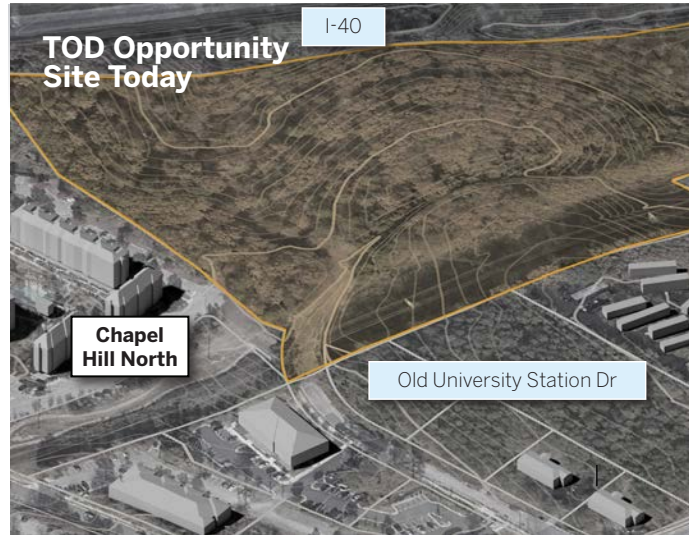 I-40
TOD Opportunity
Site Today
Chapel
Hill North
Old University Station Dr